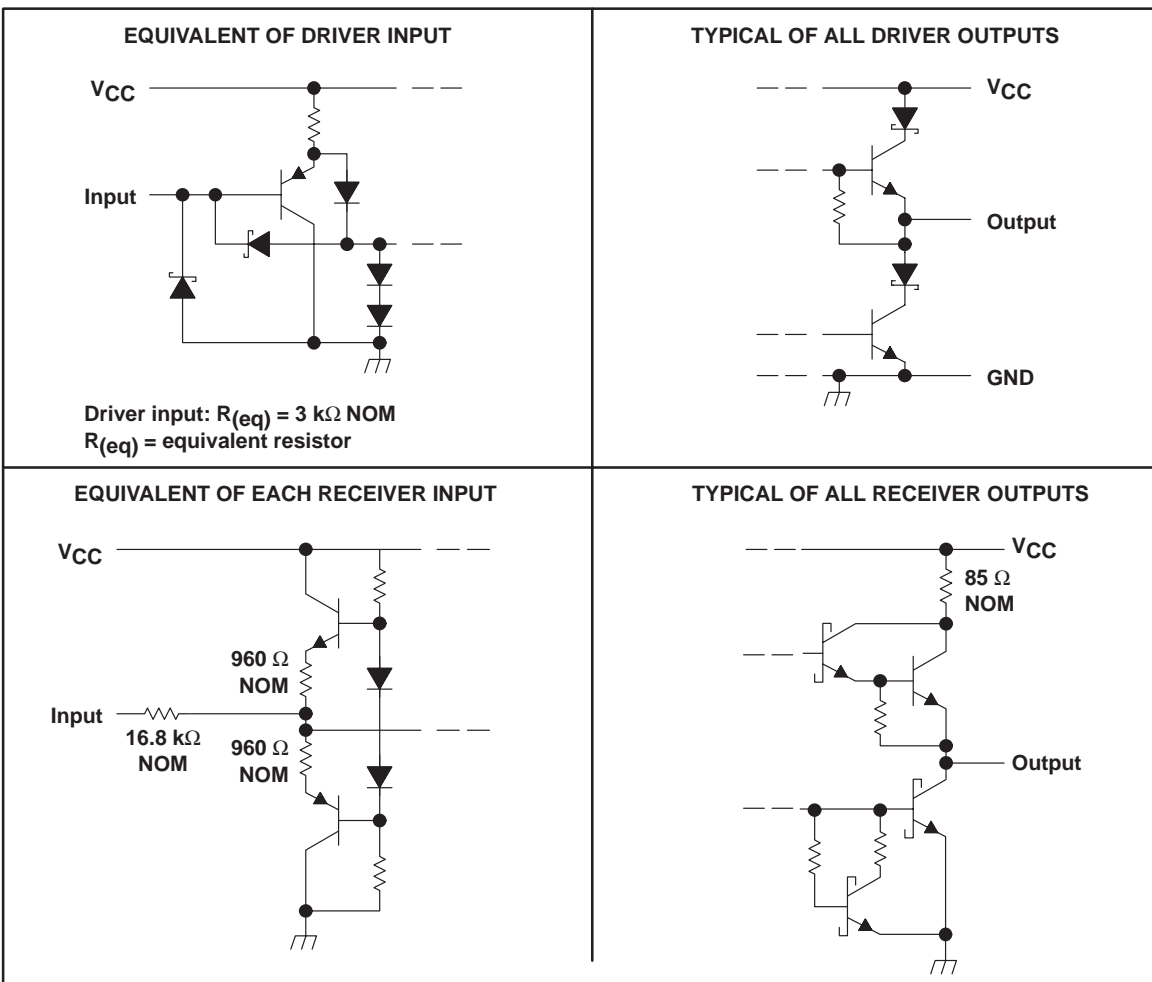 EQUIVALENT OF DRIVER INPUT
VCC
Input
Driver input: R(eq) = 3 kΩ NOM
R(eq) = equivalent resistor
TYPICAL OF ALL DRIVER OUTPUTS
VCC
Output
GND
EQUIVALENT OF EACH RECEIVER INPUT
VCC
960 Ω
NOM
Input
16.8 kΩ
NOM
960 Ω
NOM
TYPICAL OF ALL RECEIVER OUTPUTS
VCC
85 Ω
NOM
Output